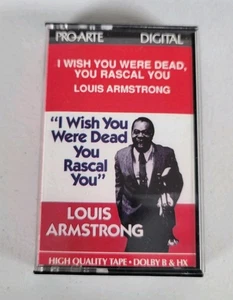 PRO-ARTE DIGITAL
I WISH YOU WERE DEAD,
YOU RASCAL YOU
LOUIS ARMSTRONG
"I Wish You
Were Dead
You
Rascal
You"
LOUIS
ARMSTRONG
HIGH QUALITY TAPE • DOLBY B & HX